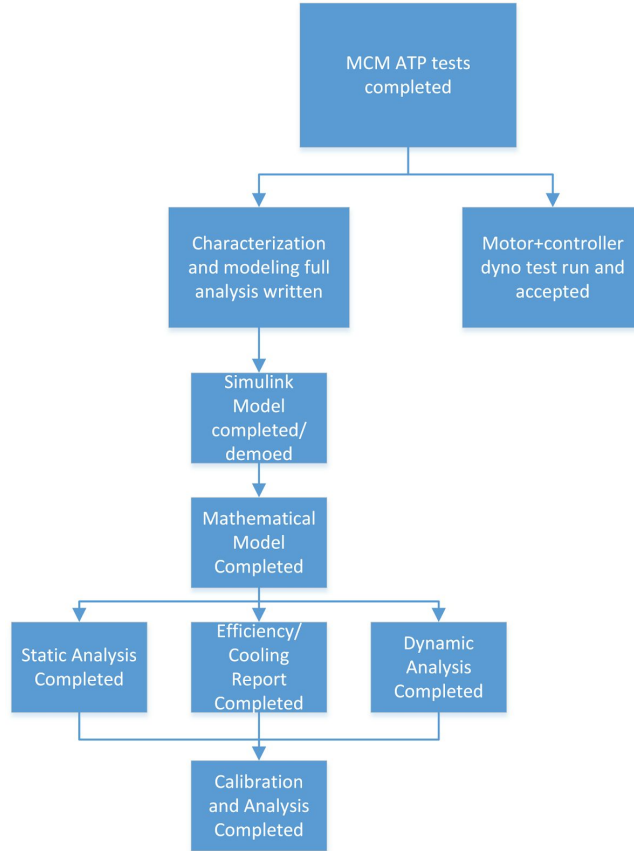 MCM ATP tests
completed
Characterization
and modeling full
analysis written
Motor+controller
dyno test run and
accepted
Simulink
Model
completed/
demoed
Mathematical
Model
Completed
Static Analysis
Completed
Efficiency/
Cooling
Report
Completed
Dynamic
Analysis
Completed
Calibration
and Analysis
Completed